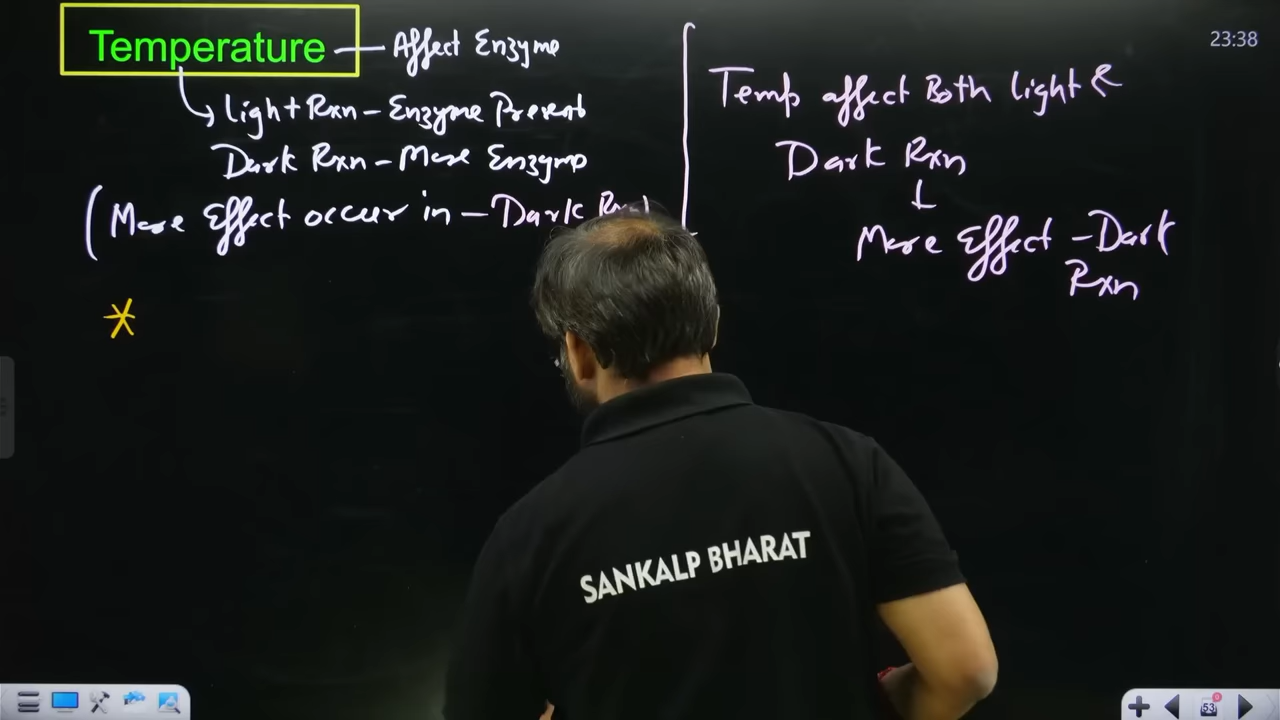 Temperature — Affect Enzyme
Light Rxn - Enzyme Present
Dark Rxn - More Enzyme
(More Effect occur in - Dark
Temp affect Both light &
Dark Rxn
More Effect - Dark
Rxn
23:38
SANKALP BHARAT
53